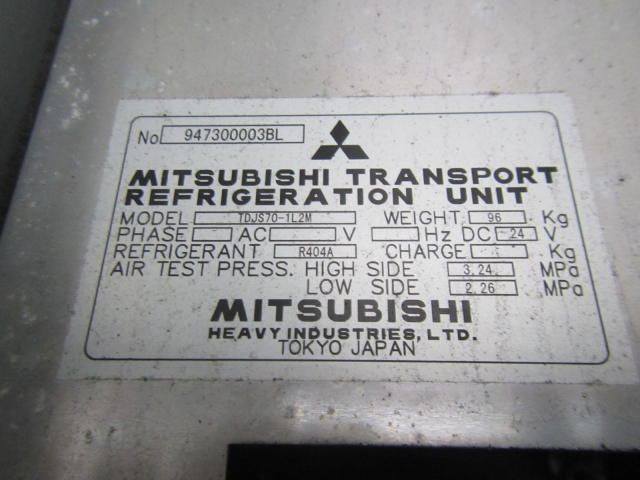 No 947300003BL
MITSUBISHI TRANSPORT
REFRIGERATION UNIT
MODEL TDJS70-1L2M WEIGHT 96 Kg
PHASE AC V Hz DC 24 V
REFRIGERANT R404A CHARGE Kg
AIR TEST PRESS. HIGH SIDE 3.24 MPa
LOW SIDE 2.26 MPa
MITSUBISHI
HEAVY INDUSTRIES, LTD.
TOKYO JAPAN